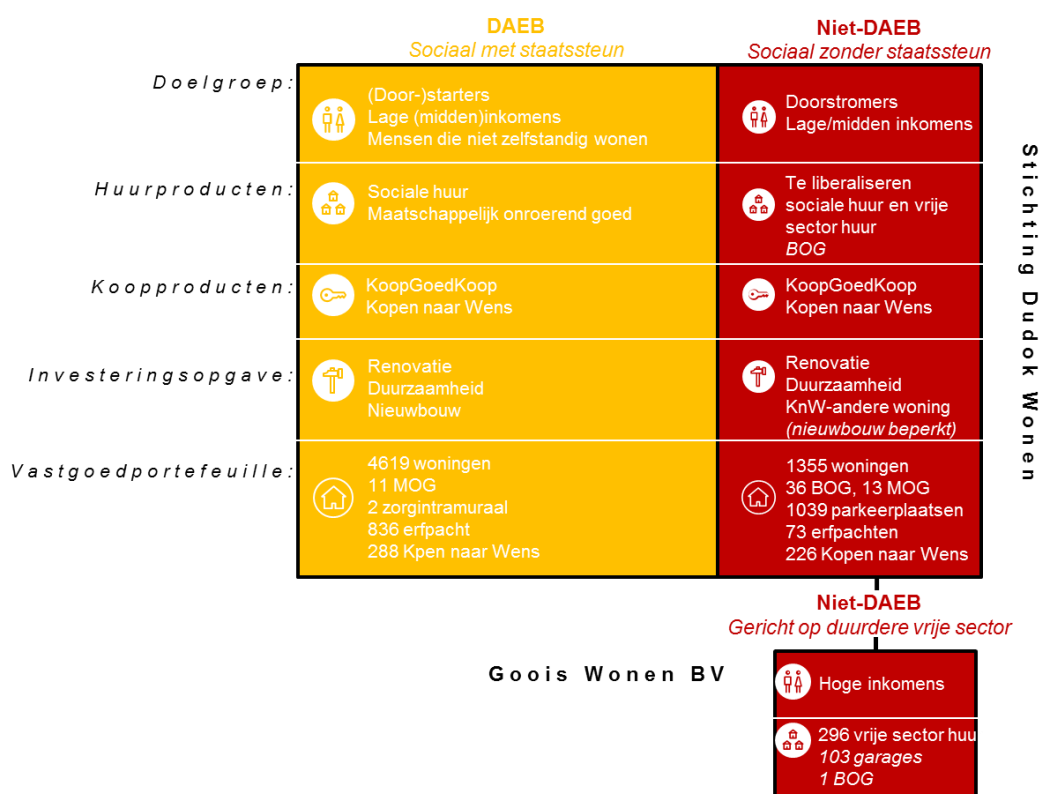 DAEB
Sociaal met staatssteun
Niet-DAEB
Sociaal zonder staatssteun
Doelgroep:
(Door-)starters
Lage (midden)inkomens
Mensen die niet zelfstandig wonen
Doorstromers
Lage/midden inkomens
Huurproducten:
Sociale huur
Maatschappelijk onroerend goed
Te liberaliseren
sociale huur en vrije
sector huur
BOG
Koopproducten:
KoopGoedKoop
Kopen naar Wens
KoopGoedKoop
Kopen naar Wens
Investeringsopgave:
Renovatie
Duurzaamheid
Nieuwbouw
Renovatie
Duurzaamheid
KnW-andere woning
(nieuwbouw beperkt)
Vastgoedportefeuille:
4619 woningen
11 MOG
2 zorgintramuraal
836 erfpacht
288 Kpen naar Wens
1355 woningen
36 BOG, 13 MOG
1039 parkeerplaatsen
73 erfpachten
226 Kopen naar Wens
Stichting Dudok Wonen
Niet-DAEB
Gericht op duurdere vrije sector
Goois Wonen BV
Hoge inkomens
296 vrije sector huu
103 garages
1 BOG